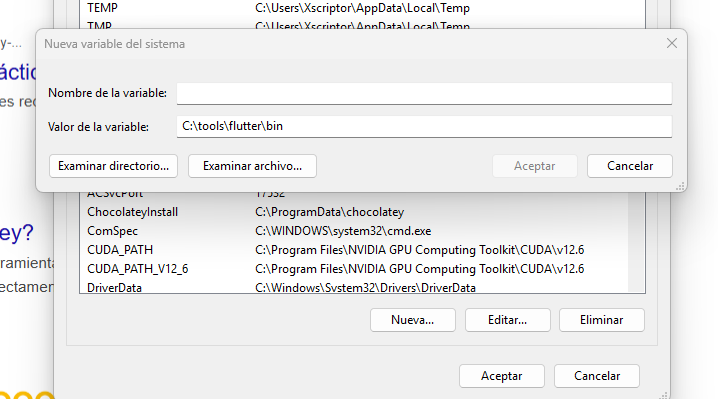 TEMP C:\Users\Xscriptor\AppData\Local\Temp
TMP C:\Users\Xscriptor\AppData\Local\Temp
Nueva variable del sistema
y-...
áctic
es rec
Nombre de la variable:
Valor de la variable: C:\tools\flutter\bin
Examinar directorio... Examinar archivo... Aceptar Cancelar
ACSvcPort 17532
ChocolateyInstall C:\ProgramData\chocolatey
ComSpec C:\WINDOWS\system32\cmd.exe
CUDA_PATH C:\Program Files\NVIDIA GPU Computing Toolkit\CUDA\v12.6
CUDA_PATH_V12_6 C:\Program Files\NVIDIA GPU Computing Toolkit\CUDA\v12.6
DriverData C:\Windows\System32\Drivers\DriverData
ey?
ramienta
ectamen
Nueva... Editar... Eliminar
Aceptar Cancelar